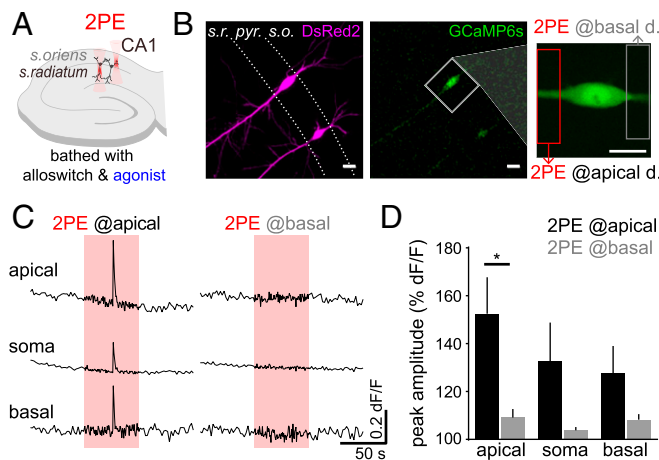 A
2PE
CA1
s.oriens
s.radiatum
bathed with
alloswitch & agonist
B
s.r. pyr. s.o. DsRed2
GCaMP6s
2PE @basal d.
2PE @apical d.
C
2PE @apical
2PE @basal
apical
soma
basal
0.2 dF/F
50 s
D
2PE @apical
2PE @basal
peak amplitude (% dF/F)
180
160
140
120
100
*
apical soma basal